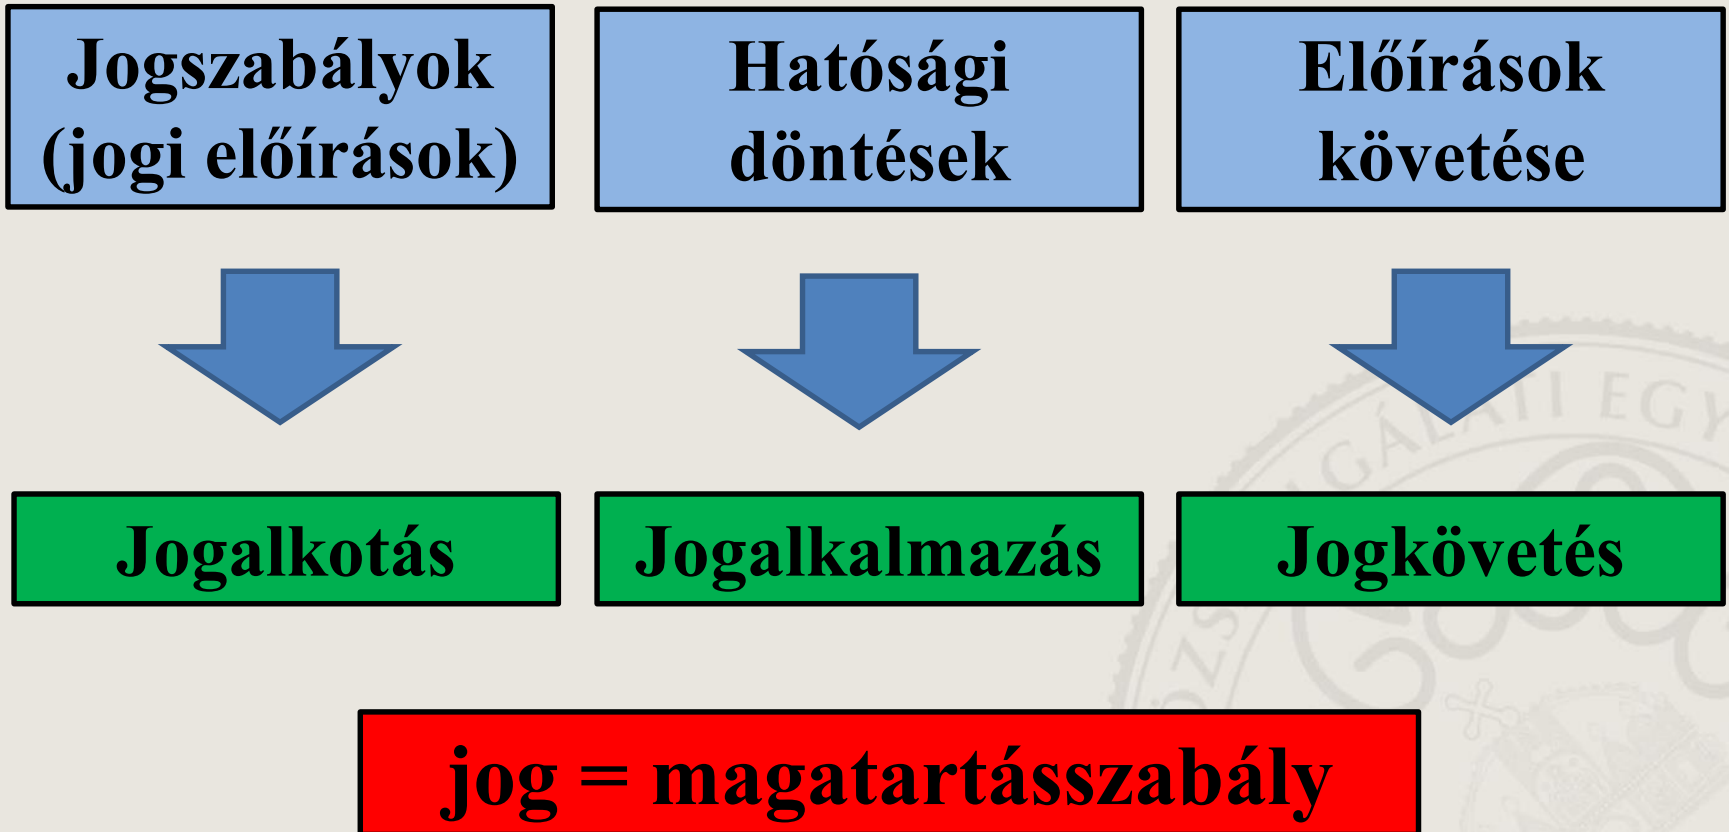 Jogszabályok
(jogi előírások)
Hatósági
döntések
Előírások
követése
Jogalkotás
Jogalkalmazás
Jogkövetés
jog = magatartásszabály